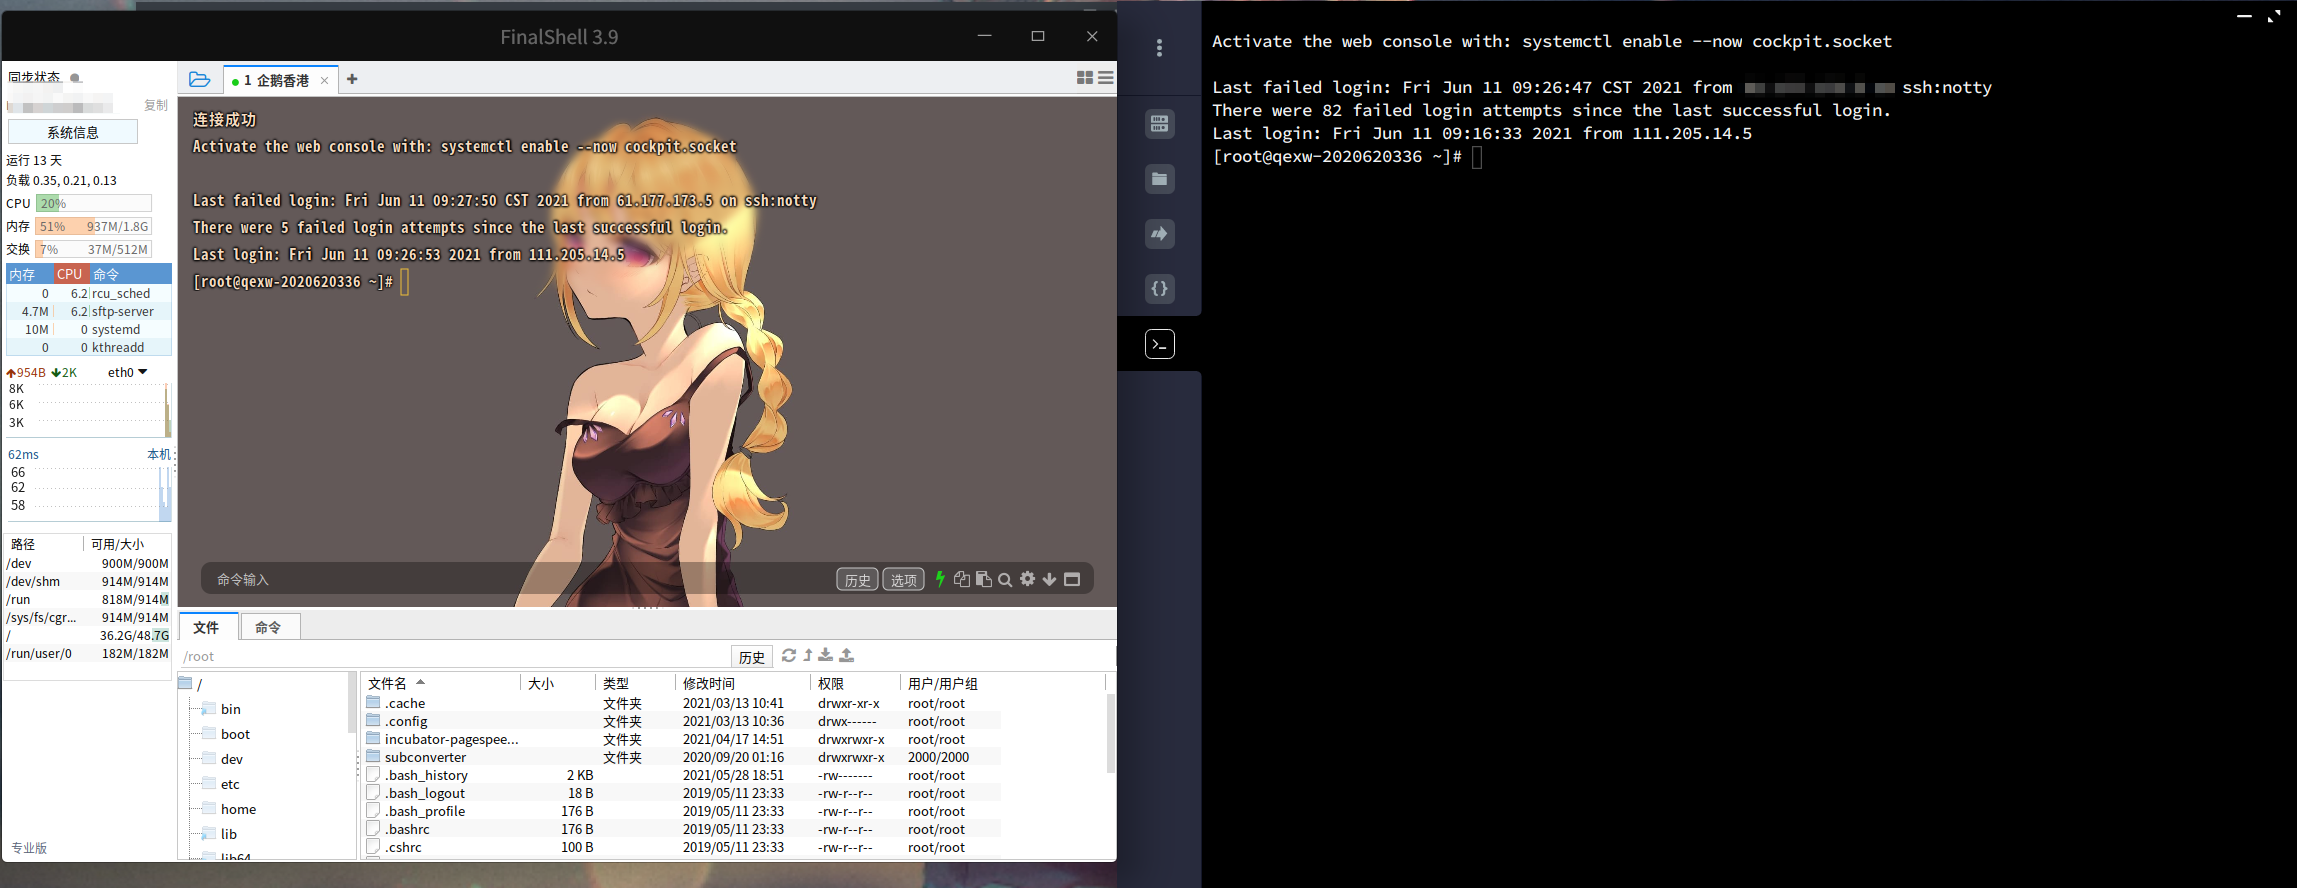 FinalShell 3.9
同步状态
复制
系统信息
运行 13 天
负载 0.35, 0.21, 0.13
CPU 20%
内存 51% 937M/1.8G
交换 7% 37M/512M
内存 CPU 命令
0 6.2 rcu_sched
4.7M 6.2 sftp-server
10M 0 systemd
0 0 kthreadd
954B 2K eth0
8K
6K
3K
62ms 本机
66
62
58
路径 可用/大小
/dev 900M/900M
/dev/shm 914M/914M
/run 818M/914M
/sys/fs/cgr... 914M/914M
/ 36.2G/48.7G
/run/user/0 182M/182M
专业版
1 企鹅香港
连接成功
Activate the web console with: systemctl enable --now cockpit.socket
Last failed login: Fri Jun 11 09:27:50 CST 2021 from 61.177.173.5 on ssh:notty
There were 5 failed login attempts since the last successful login.
Last login: Fri Jun 11 09:26:53 2021 from 111.205.14.5
[root@qexw-2020620336 ~]#
命令输入 历史 选项
文件 命令
/root 历史
/
bin
boot
dev
etc
home
lib
lib64
文件名 大小 类型 修改时间 权限 用户/用户组
.cache 文件夹 2021/03/13 10:41 drwxr-xr-x root/root
.config 文件夹 2021/03/13 10:36 drwx------ root/root
incubator-pagespee... 文件夹 2021/04/17 14:51 drwxrwxr-x root/root
subconverter 文件夹 2020/09/20 01:16 drwxrwxr-x 2000/2000
.bash_history 2 KB 2021/05/28 18:51 -rw------- root/root
.bash_logout 18 B 2019/05/11 23:33 -rw-r--r-- root/root
.bash_profile 176 B 2019/05/11 23:33 -rw-r--r-- root/root
.bashrc 176 B 2019/05/11 23:33 -rw-r--r-- root/root
.cshrc 100 B 2019/05/11 23:33 -rw-r--r-- root/root
Activate the web console with: systemctl enable --now cockpit.socket
Last failed login: Fri Jun 11 09:26:47 CST 2021 from ssh:notty
There were 82 failed login attempts since the last successful login.
Last login: Fri Jun 11 09:16:33 2021 from 111.205.14.5
[root@qexw-2020620336 ~]#